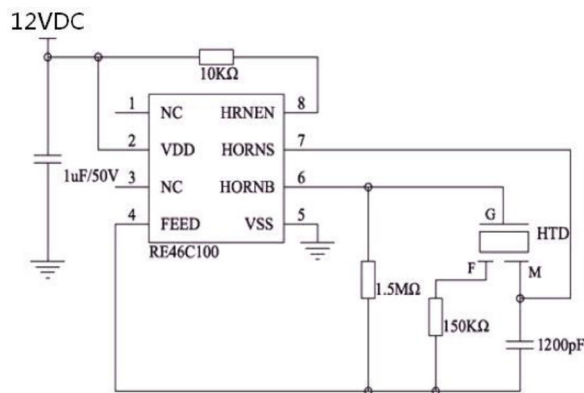 12VDC
10KΩ
1 NC HRNEN 8
2 VDD HORNS 7
1uF/50V
3 NC HORNB 6
4 FEED VSS 5
RE46C100
G
HTD
F M
1.5MΩ
150KΩ
1200pF